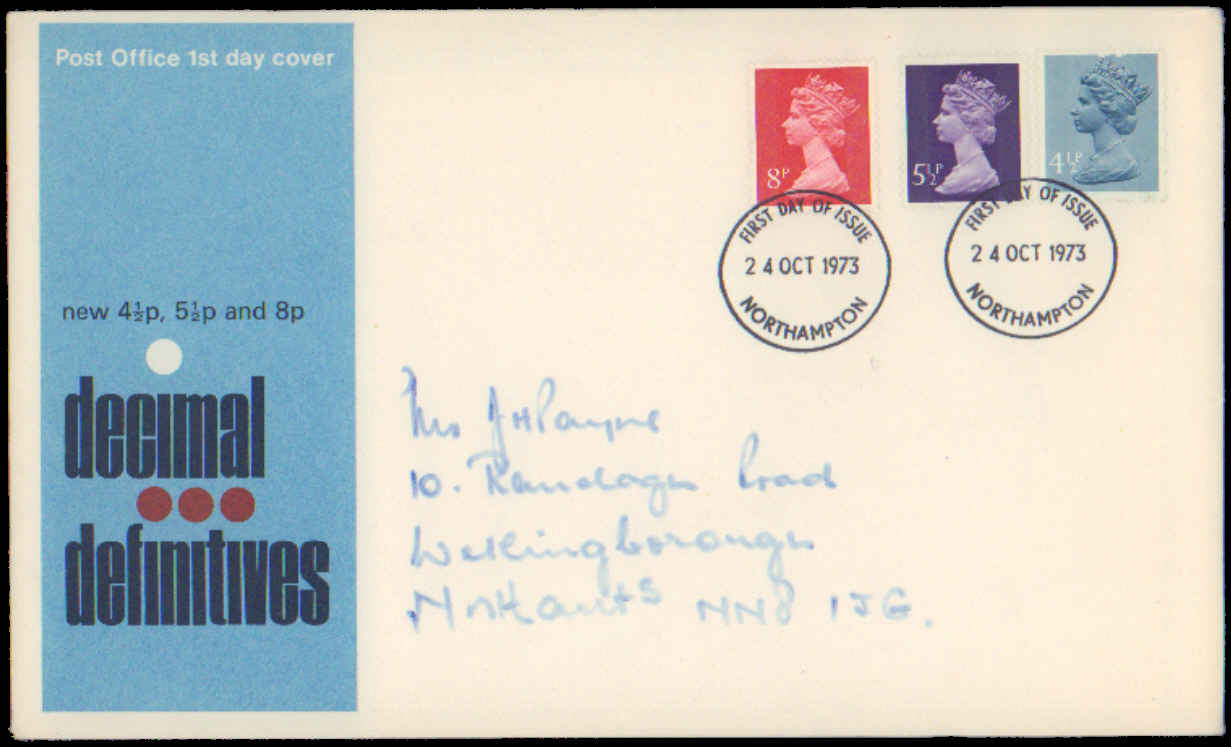 Post Office 1st day cover
8P
5½P
4½P
FIRST DAY OF ISSUE
24 OCT 1973
NORTHAMPTON
FIRST DAY OF ISSUE
24 OCT 1973
NORTHAMPTON
new 4½p, 5½p and 8p
decimal
definitives
Mrs J H Payne
10. Road
Wellingborough
Northants NN8 1JG.